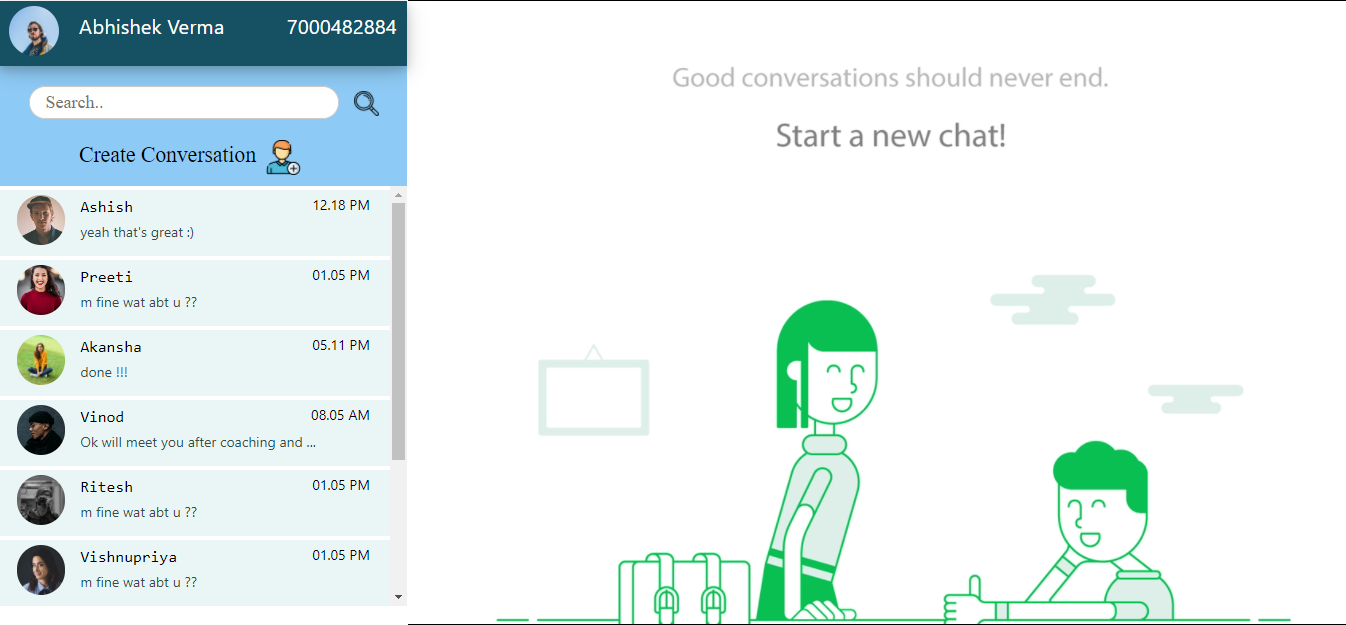 Abhishek Verma 7000482884
Search..
Create Conversation
Ashish 12.18 PM
yeah that's great :)
Preeti 01.05 PM
m fine wat abt u ??
Akansha 05.11 PM
done !!!
Vinod 08.05 AM
Ok will meet you after coaching and ...
Ritesh 01.05 PM
m fine wat abt u ??
Vishnupriya 01.05 PM
m fine wat abt u ??
Good conversations should never end.
Start a new chat!